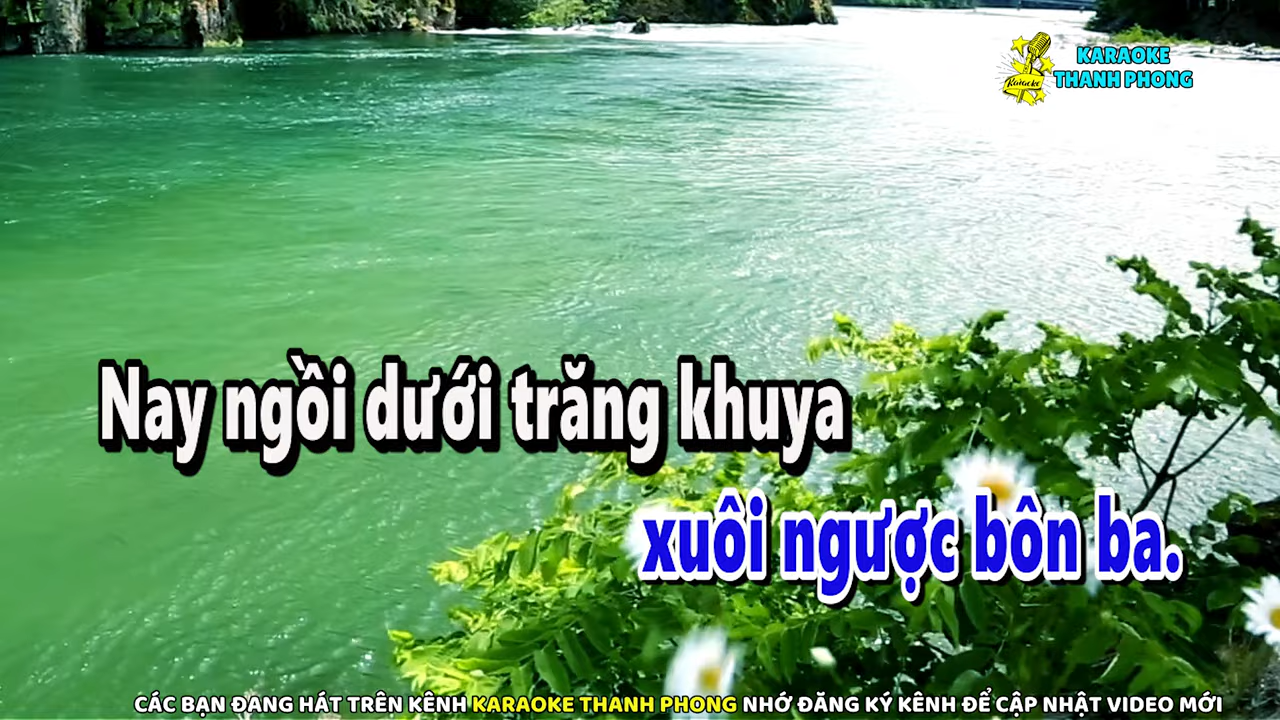 Karaoke
KARAOKE
THANH PHONG
Nay ngồi dưới trăng khuya
xuôi ngược bôn ba.
CÁC BẠN ĐANG HÁT TRÊN KÊNH KARAOKE THANH PHONG NHỚ ĐĂNG KÝ KÊNH ĐỂ CẬP NHẬT VIDEO MỚI